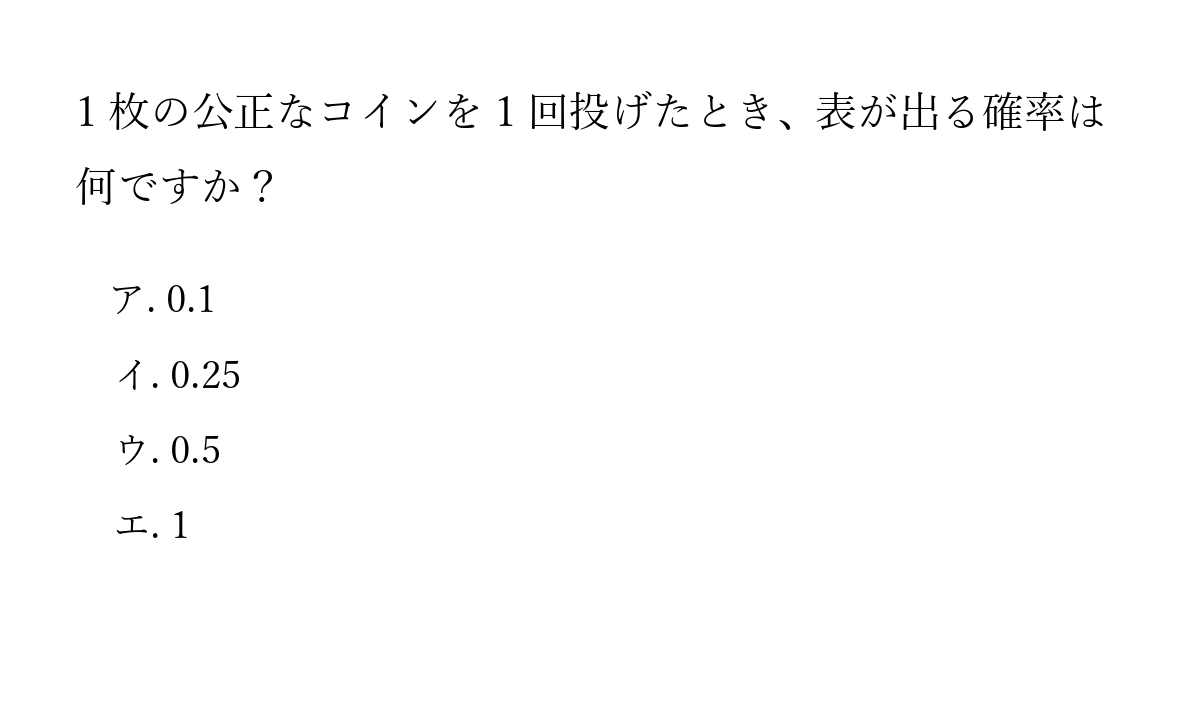 1 枚の公正なコインを 1 回投げたとき、表が出る確率は
何ですか？
ア. 0.1
イ. 0.25
ウ. 0.5
エ. 1